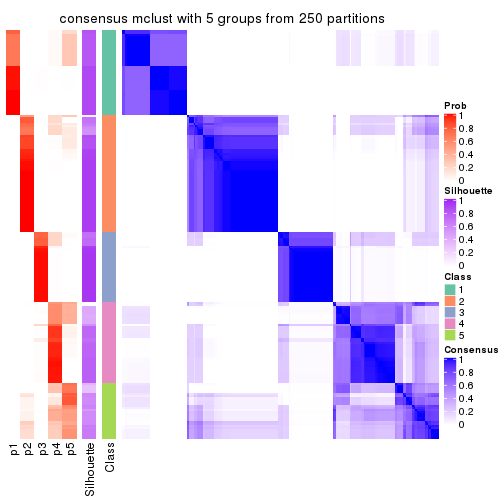 consensus mclust with 5 groups from 250 partitions
Prob
1
0.8
0.6
0.4
0.2
0
Silhouette
1
0.8
0.6
0.4
0.2
0
Class
1
2
3
4
5
Consensus
1
0.8
0.6
0.4
0.2
0
p1
p2
p3
p4
p5
Silhouette
Class